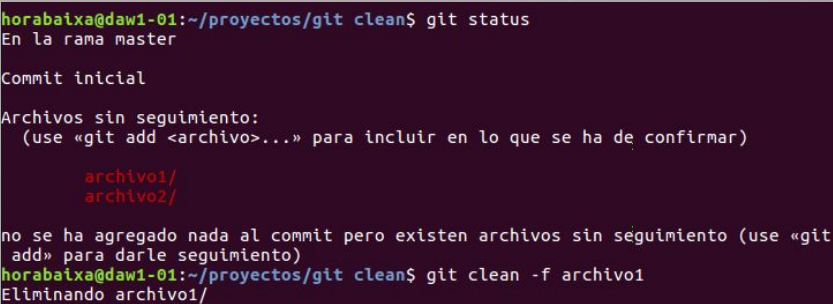 horabaixa@daw1-01:~/proyectos/git clean$ git status
En la rama master
Commit inicial
Archivos sin seguimiento:
(use «git add <archivo>...» para incluir en lo que se ha de confirmar)
archivo1/
archivo2/
no se ha agregado nada al commit pero existen archivos sin seguimiento (use «git
add» para darle seguimiento)
horabaixa@daw1-01:~/proyectos/git clean$ git clean -f archivo1
Eliminando archivo1/